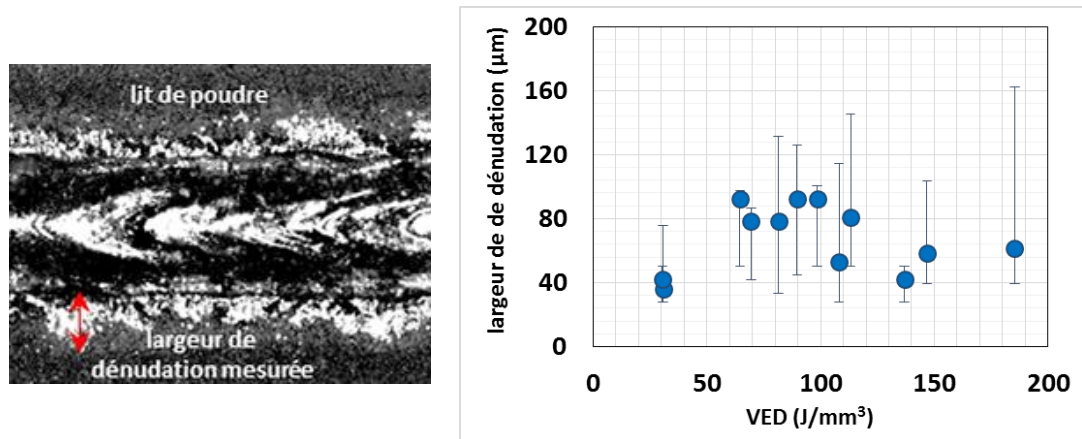 lit de poudre
largeur de
dénudation mesurée
largeur de dénudation (µm)
200
160
120
80
40
0
0 50 100 150 200
VED (J/mm³)